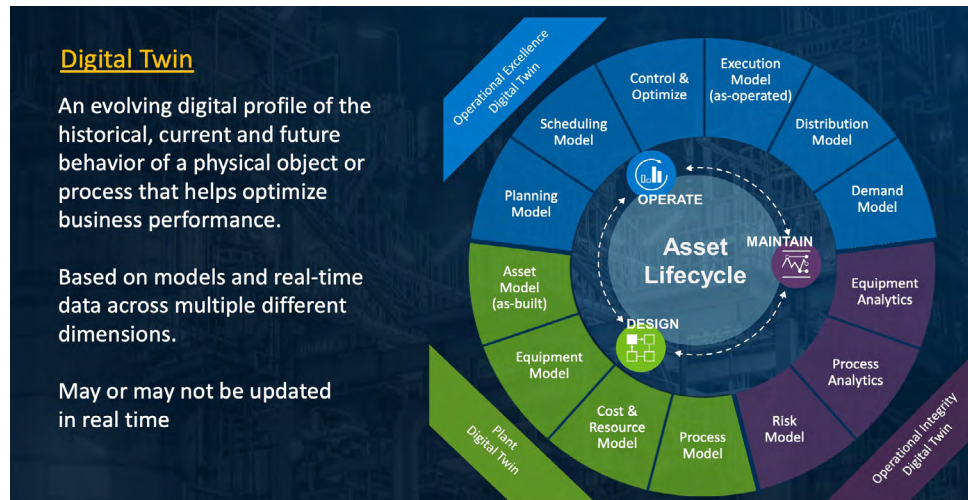 Digital Twin
An evolving digital profile of the
historical, current and future
behavior of a physical object or
process that helps optimize
business performance.
Based on models and real-time
data across multiple different
dimensions.
May or may not be updated
in real time
Operational Excellence
Digital Twin
Planning
Model
Scheduling
Model
Control &
Optimize
Execution
Model
(as-operated)
Distribution
Model
Demand
Model
OPERATE
MAINTAIN
DESIGN
Asset
Lifecycle
Asset
Model
(as-built)
Equipment
Model
Cost &
Resource
Model
Process
Model
Risk
Model
Process
Analytics
Equipment
Analytics
Plant
Digital Twin
Operational Integrity
Digital Twin